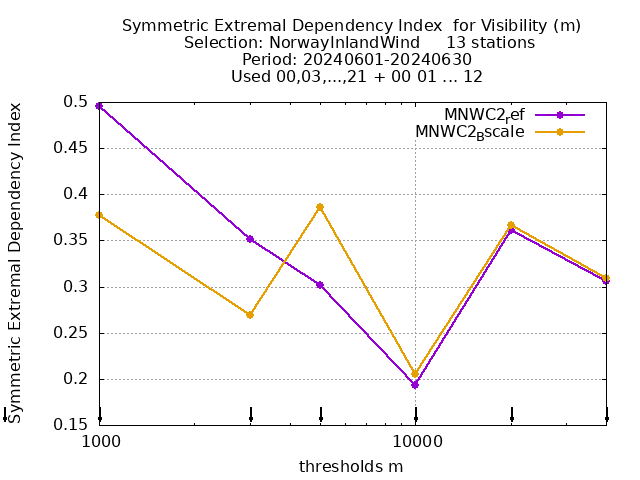 Symmetric Extremal Dependency Index  for Visibility (m)
Selection: NorwayInlandWind     13 stations
Period: 20240601-20240630
Used 00,03,...,21 + 00 01 ... 12
Symmetric Extremal Dependency Index
0.5
0.45
0.4
0.35
0.3
0.25
0.2
0.15
MNWC2ref
MNWC2Bscale
1000
10000
thresholds m